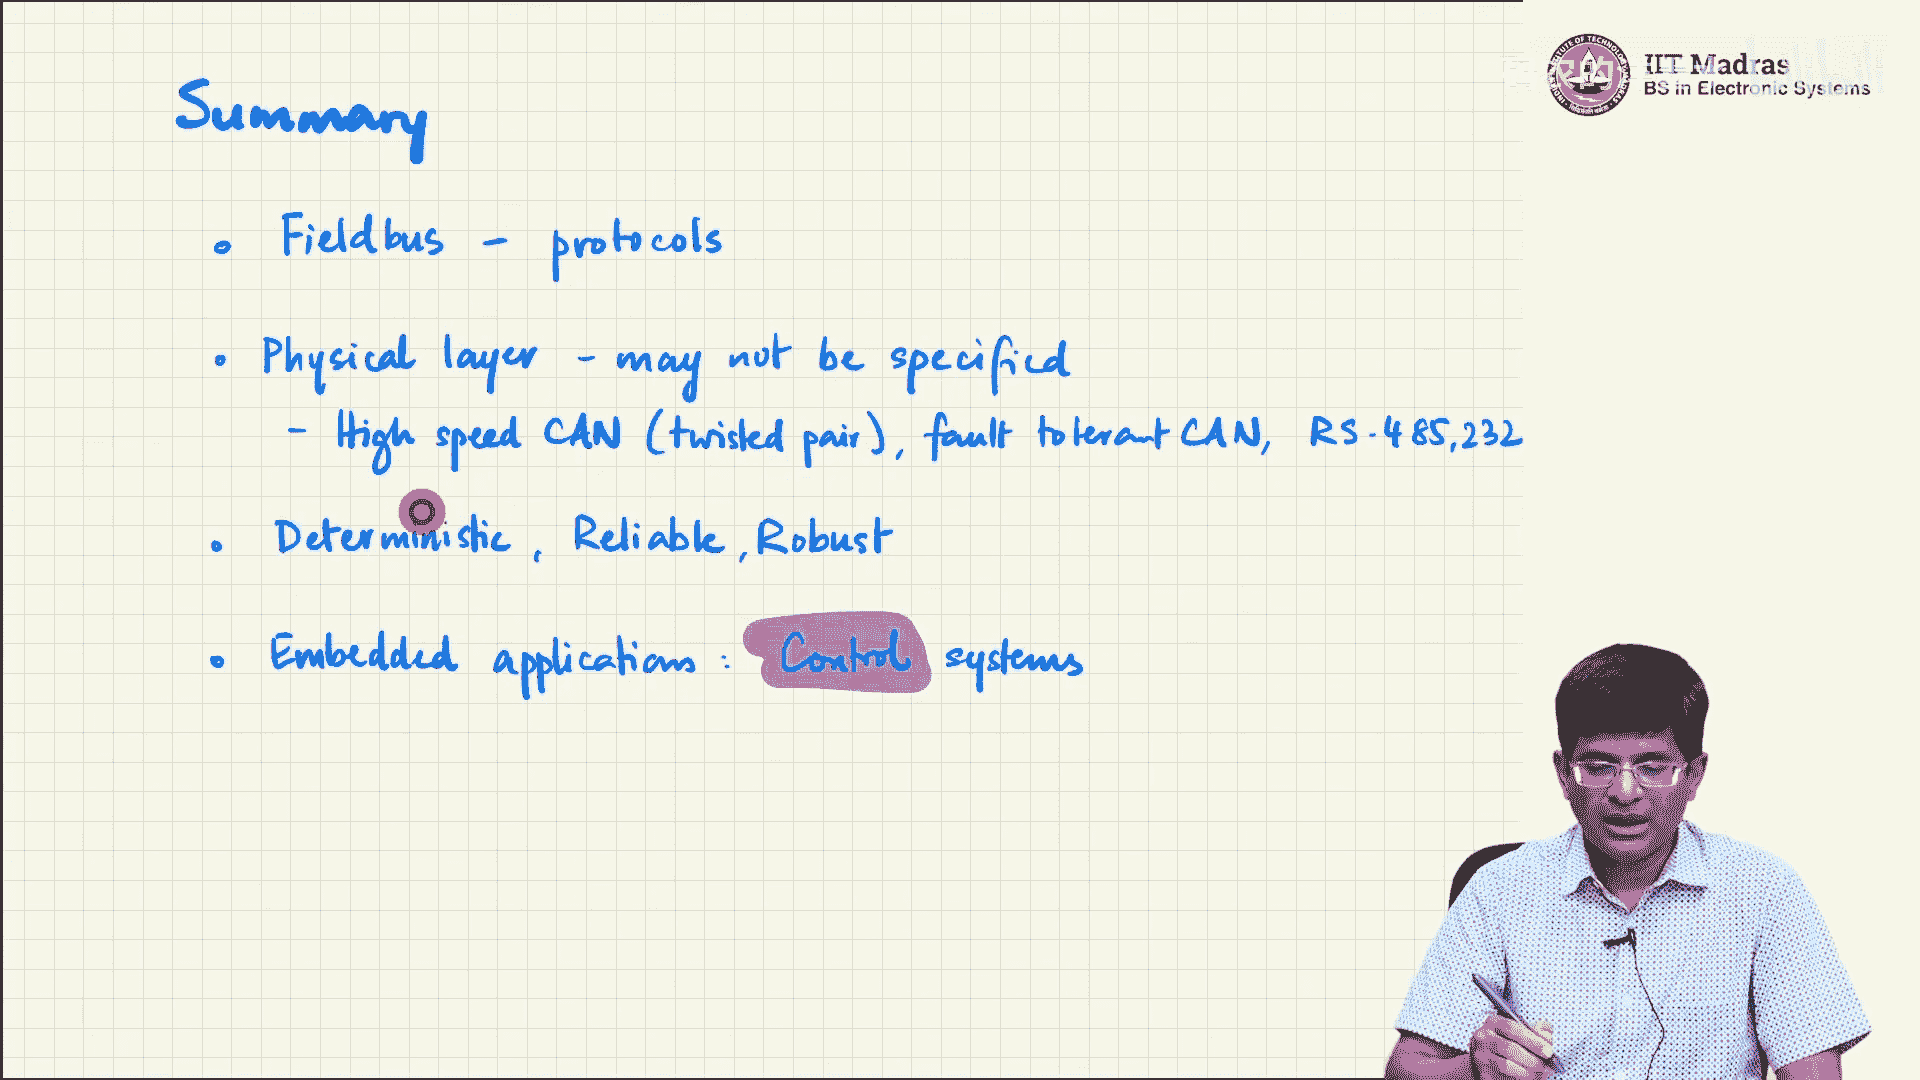 Summary
• Fieldbus - protocols
• Physical layer - may not be specified
- High speed CAN (twisted pair), fault tolerant CAN, RS-485,232
• Deterministic, Reliable, Robust
• Embedded applications: Control systems
IIT Madras
BS in Electronic Systems